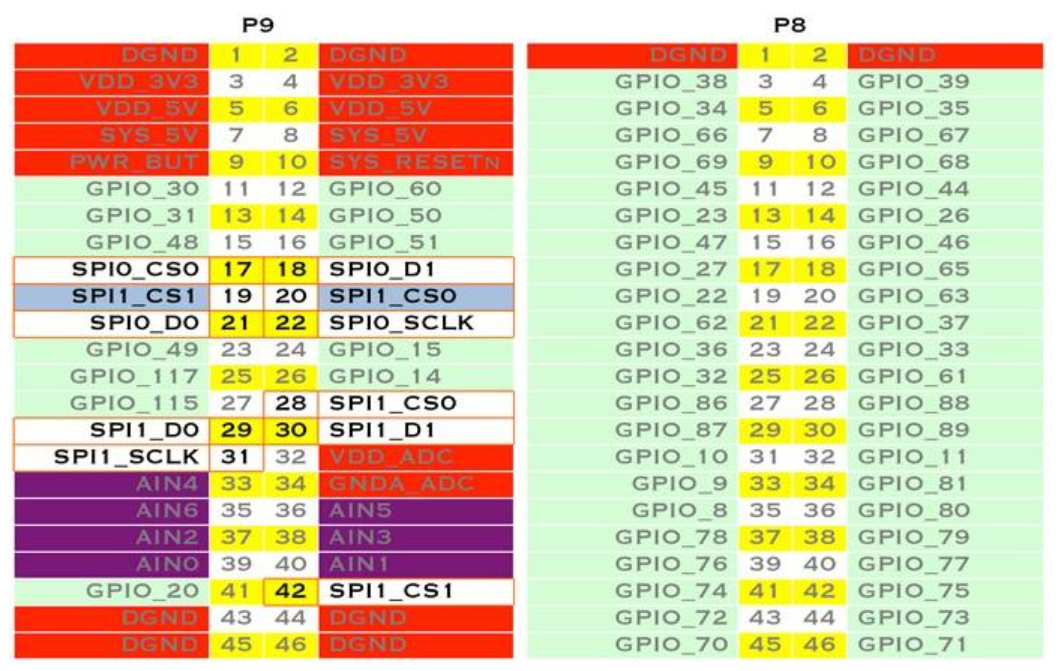 P9 P8
DGND 1 2 DGND DGND 1 2 DGND
VDD_3V3 3 4 VDD_3V3 GPIO_38 3 4 GPIO_39
VDD_5V 5 6 VDD_5V GPIO_34 5 6 GPIO_35
SYS_5V 7 8 SYS_5V GPIO_66 7 8 GPIO_67
PWR_BUT 9 10 SYS_RESETN GPIO_69 9 10 GPIO_68
GPIO_30 11 12 GPIO_60 GPIO_45 11 12 GPIO_44
GPIO_31 13 14 GPIO_50 GPIO_23 13 14 GPIO_26
GPIO_48 15 16 GPIO_51 GPIO_47 15 16 GPIO_46
SPI0_CS0 17 18 SPI0_D1 GPIO_27 17 18 GPIO_65
SPI1_CS1 19 20 SPI1_CS0 GPIO_22 19 20 GPIO_63
SPI0_D0 21 22 SPI0_SCLK GPIO_62 21 22 GPIO_37
GPIO_49 23 24 GPIO_15 GPIO_36 23 24 GPIO_33
GPIO_117 25 26 GPIO_14 GPIO_32 25 26 GPIO_61
GPIO_115 27 28 SPI1_CS0 GPIO_86 27 28 GPIO_88
SPI1_D0 29 30 SPI1_D1 GPIO_87 29 30 GPIO_89
SPI1_SCLK 31 32 VDD_ADC GPIO_10 31 32 GPIO_11
AIN4 33 34 GNDA_ADC GPIO_9 33 34 GPIO_81
AIN6 35 36 AIN5 GPIO_8 35 36 GPIO_80
AIN2 37 38 AIN3 GPIO_78 37 38 GPIO_79
AIN0 39 40 AIN1 GPIO_76 39 40 GPIO_77
GPIO_20 41 42 SPI1_CS1 GPIO_74 41 42 GPIO_75
DGND 43 44 DGND GPIO_72 43 44 GPIO_73
DGND 45 46 DGND GPIO_70 45 46 GPIO_71